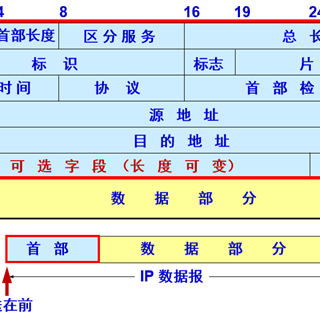 4 8 16 19 24
首部长度 区分服务 总长
标识 标志 片
时间 协议 首部检
源地址
目的地址
可选字段（长度可变）
数据部分
首部 数据部分
IP 数据报
在前